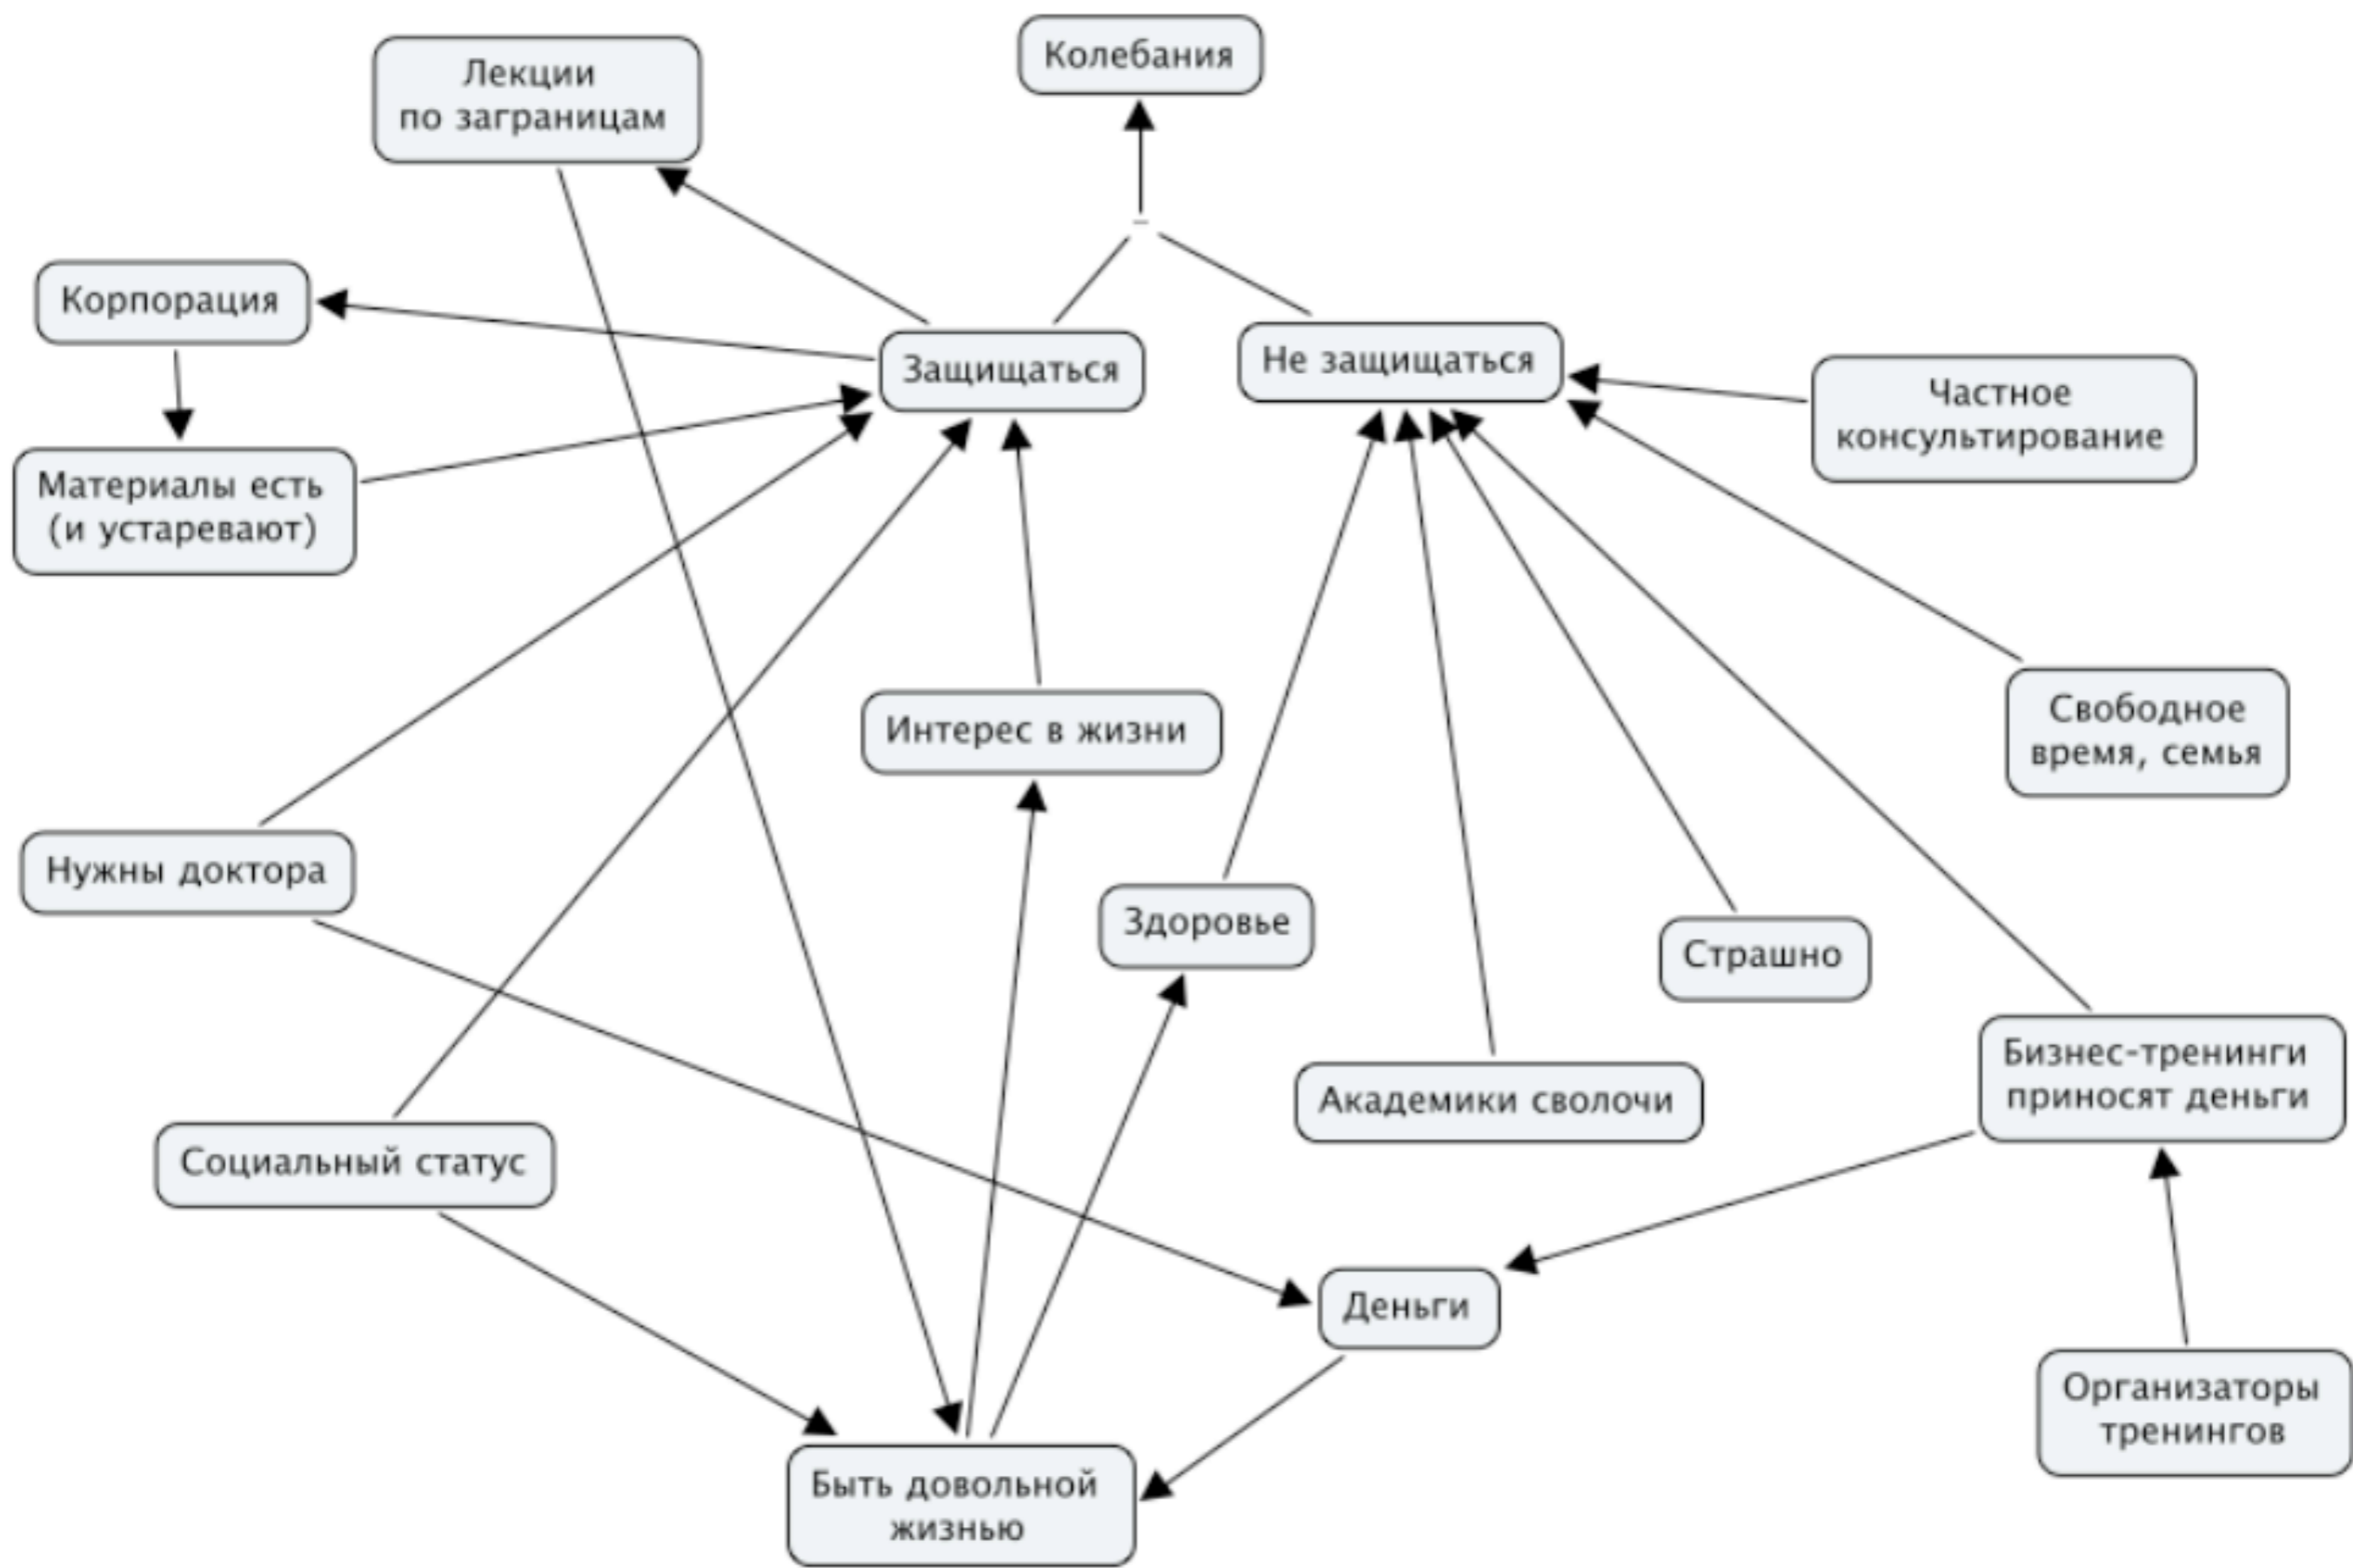 Колебания
Лекции
по заграницам
Корпорация
Защищаться
Не защищаться
Частное
консультирование
Материалы есть
(и устаревают)
Интерес в жизни
Свободное
время, семья
Нужны доктора
Здоровье
Страшно
Академики сволочи
Бизнес-тренинги
приносят деньги
Социальный статус
Деньги
Организаторы
тренингов
Быть довольной
жизнью